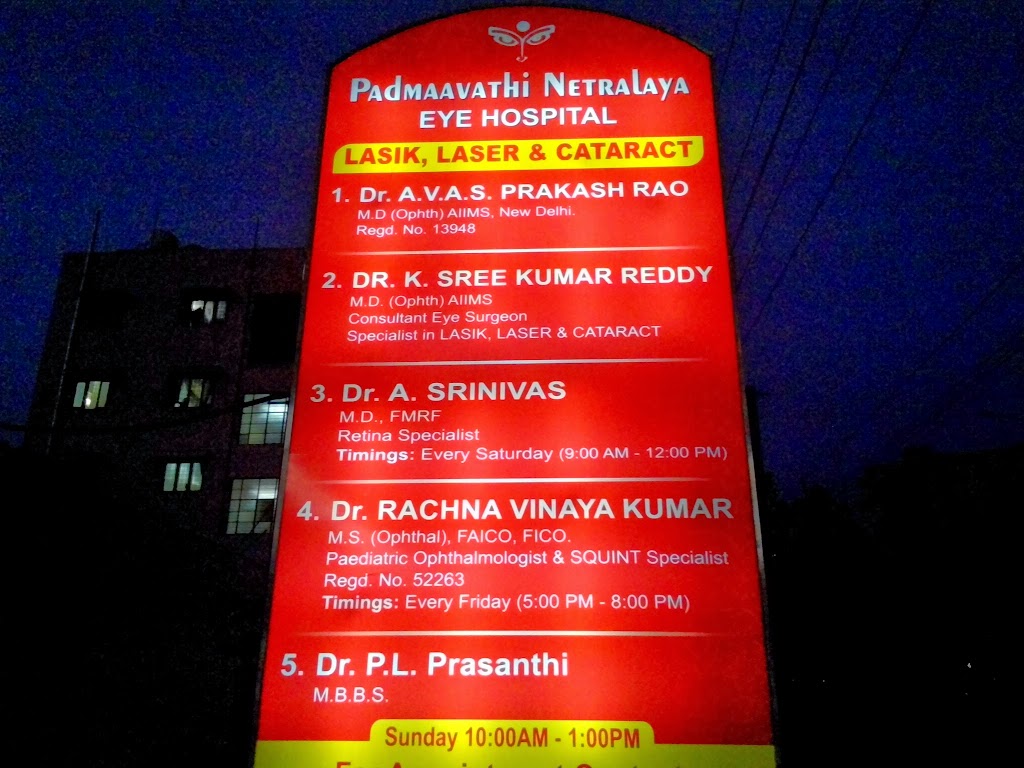 Padmaavathi Netralaya
EYE HOSPITAL
LASIK, LASER & CATARACT
1. Dr. A.V.A.S. PRAKASH RAO
M.D (Ophth) AIIMS, New Delhi.
Regd. No. 13948
2. DR. K. SREE KUMAR REDDY
M.D. (Ophth) AIIMS
Consultant Eye Surgeon
Specialist in LASIK, LASER & CATARACT
3. Dr. A. SRINIVAS
M.D., FMRF
Retina Specialist
Timings: Every Saturday (9:00 AM - 12:00 PM)
4. Dr. RACHNA VINAYA KUMAR
M.S. (Ophthal), FAICO, FICO.
Paediatric Ophthalmologist & SQUINT Specialist
Regd. No. 52263
Timings: Every Friday (5:00 PM - 8:00 PM)
5. Dr. P.L. Prasanthi
M.B.B.S.
Sunday 10:00AM - 1:00PM